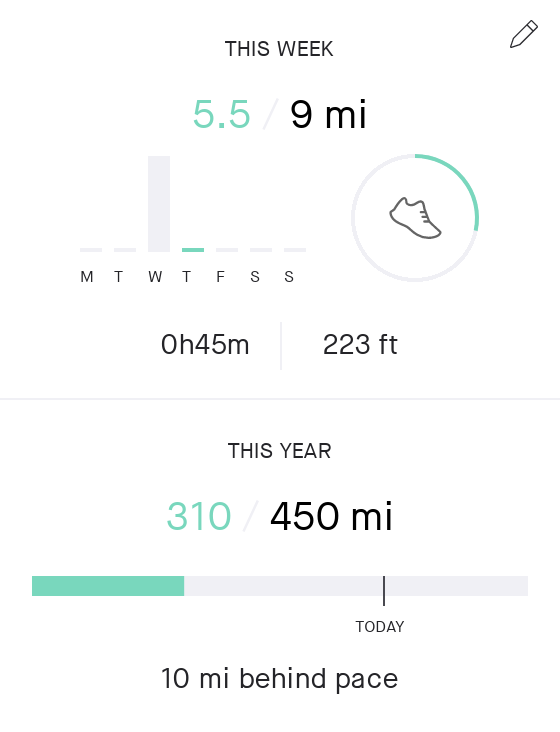 THIS WEEK
5.5 / 9 mi
M T W T F S S
0h45m 223 ft
THIS YEAR
310 / 450 mi
TODAY
10 mi behind pace